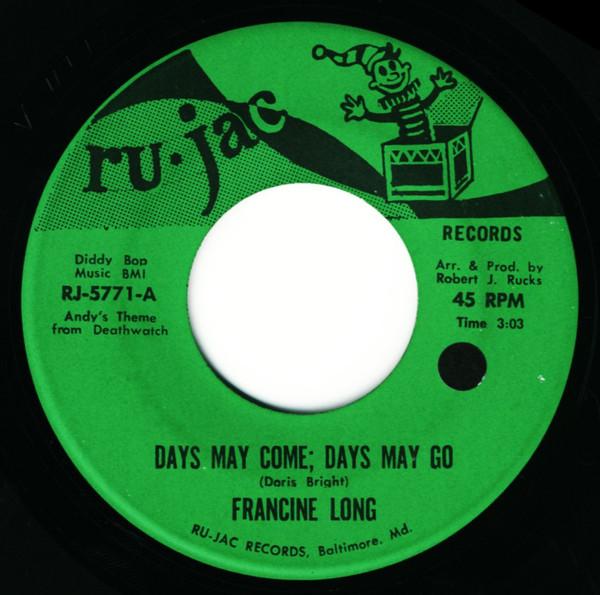 ru·jac
RECORDS
Diddy Bop
Music BMI
RJ-5771-A
Andy's Theme
from Deathwatch
Arr. & Prod. by
Robert J. Rucks
45 RPM
Time 3:03
DAYS MAY COME; DAYS MAY GO
(Doris Bright)
FRANCINE LONG
RU-JAC RECORDS, Baltimore, Md.